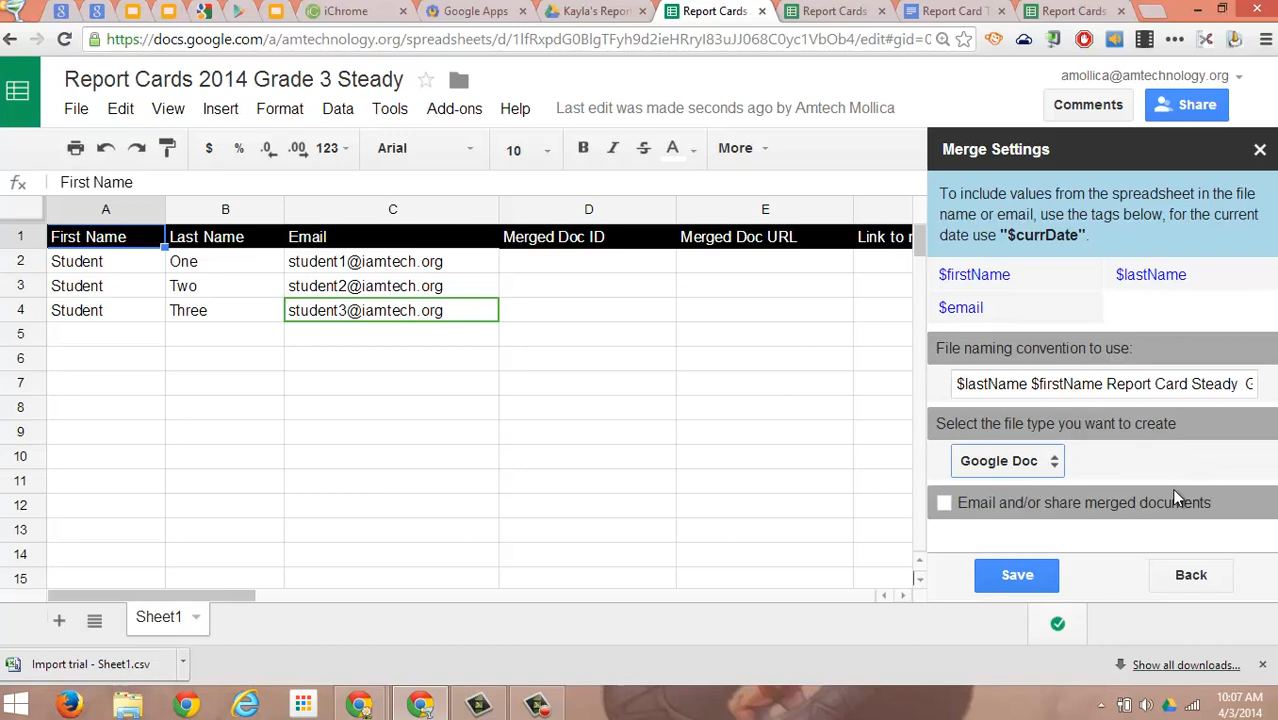 iChrome
Google Apps
Kayla's Repor
Report Cards
Report Cards
Report Card T
Report Cards
https://docs.google.com/a/amtechnology.org/spreadsheets/d/1IfRxpdG0BlgTFyh9d2ieHRryI83uUJ068C0yc1VbOb4/edit#gid=0
Report Cards 2014 Grade 3 Steady
amollica@amtechnology.org
File Edit View Insert Format Data Tools Add-ons Help Last edit was made seconds ago by Amtech Mollica
Comments Share
$ % .0 .00 123 Arial 10 B I S A More
Merge Settings
fx First Name
To include values from the spreadsheet in the file
name or email, use the tags below, for the current
date use "$currDate".
$firstName $lastName
$email
File naming convention to use:
$lastName $firstName Report Card Steady
Select the file type you want to create
Google Doc
Email and/or share merged documents
Save Back
A B C D E
1 First Name Last Name Email Merged Doc ID Merged Doc URL Link to
2 Student One student1@iamtech.org
3 Student Two student2@iamtech.org
4 Student Three student3@iamtech.org
5
6
7
8
9
10
11
12
13
14
15
Sheet1
Import trial - Sheet1.csv
Show all downloads...
10:07 AM
4/3/2014